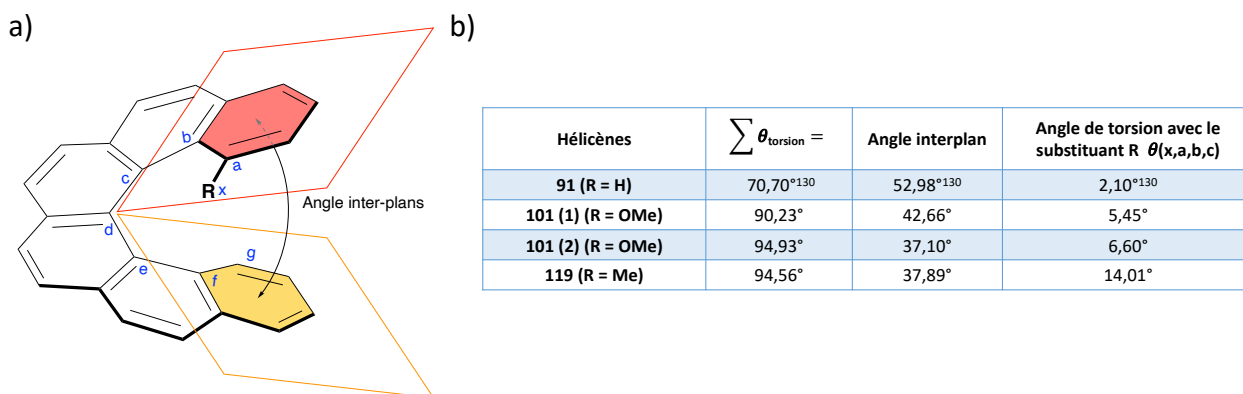 a)
b
a
c
R x
Angle inter-plans
d
g
e
f
b)
Hélicènes
∑ θtorsion =
Angle interplan
Angle de torsion avec le
substituant R θ(x,a,b,c)
91 (R = H) 70,70°130 52,98°130 2,10°130
101 (1) (R = OMe) 90,23° 42,66° 5,45°
101 (2) (R = OMe) 94,93° 37,10° 6,60°
119 (R = Me) 94,56° 37,89° 14,01°